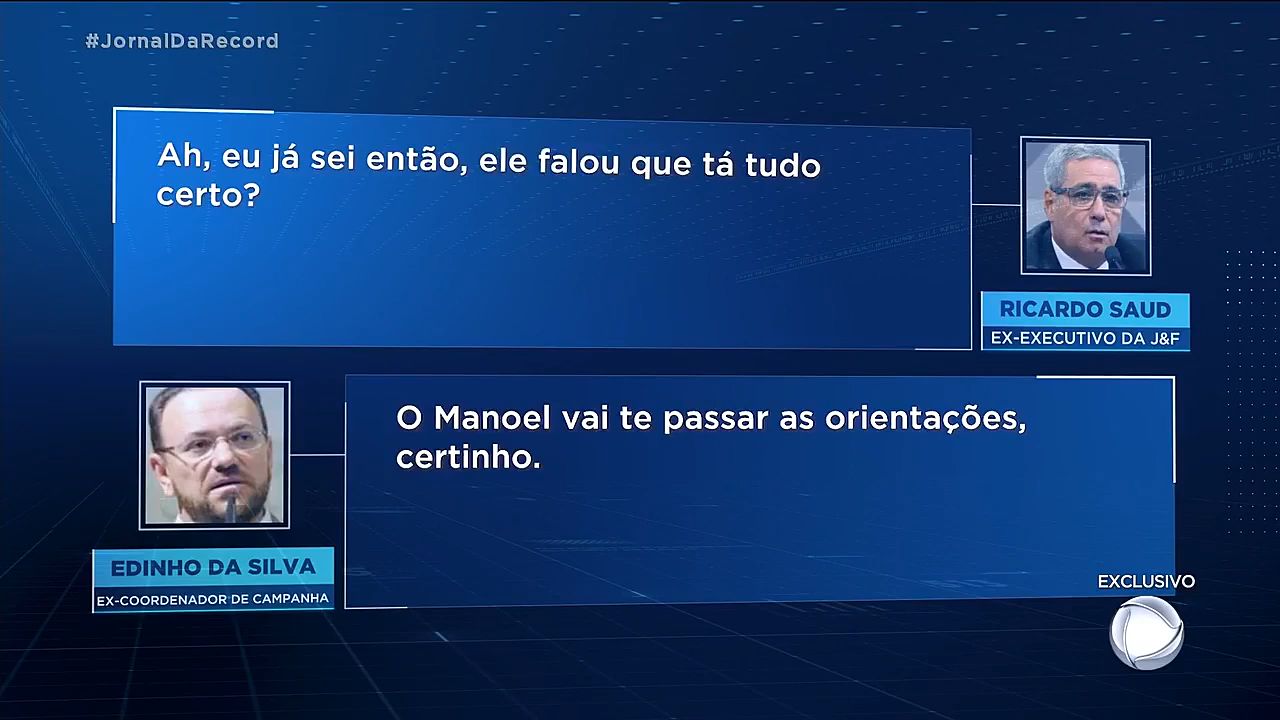 #JornalDaRecord
Ah, eu já sei então, ele falou que tá tudo
certo?
RICARDO SAUD
EX-EXECUTIVO DA J&F
O Manoel vai te passar as orientações,
certinho.
EDINHO DA SILVA
EX-COORDENADOR DE CAMPANHA
EXCLUSIVO